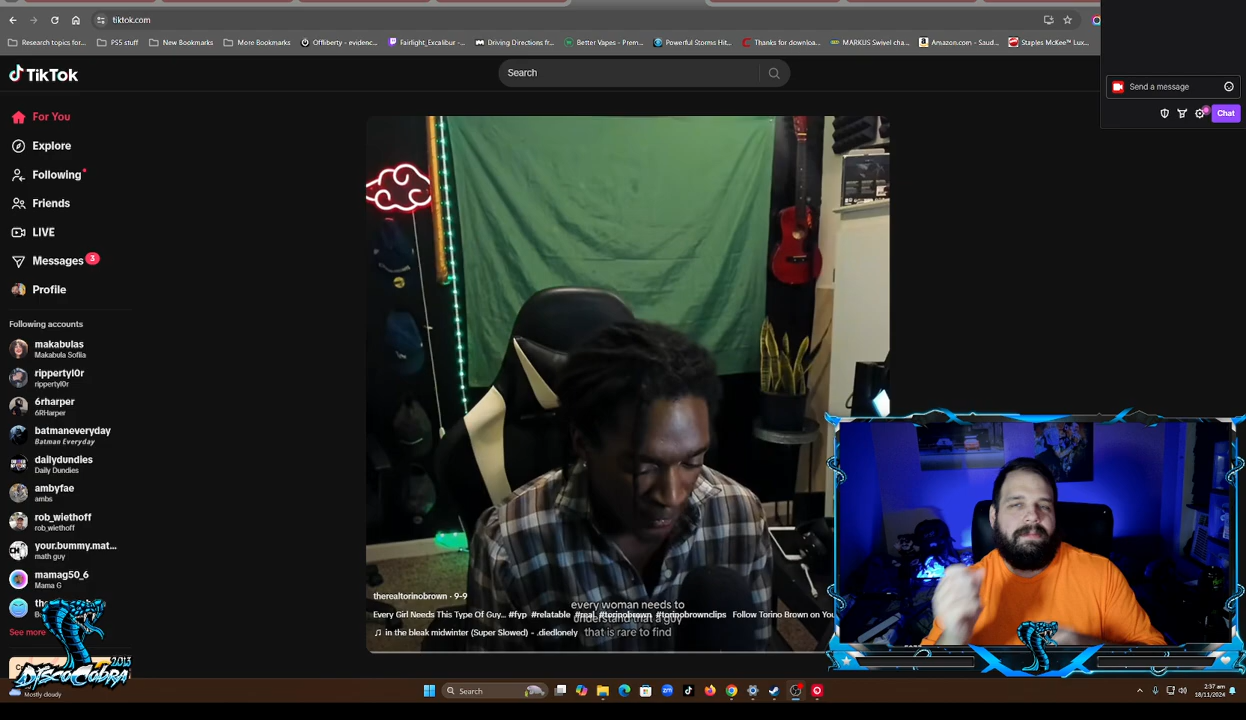 tiktok.com
Research topics for...
PS5 stuff
New Bookmarks
More Bookmarks
Offliberty - evidenc...
Fairlight_Excalibur -...
Driving Directions fr...
Better Vapes - Prem...
Powerful Storms Hit...
Thanks for downloa...
MARKUS Swivel cha...
Amazon.com - Saud...
Staples McKee™ Lux...
TikTok
Search
Send a message
Chat
For You
Explore
Following
Friends
LIVE
Messages 3
Profile
Following accounts
makabulas
Makabula Sofiia
rippertyl0r
rippertyl0r
6rharper
6RHarper
batmaneveryday
Batman Everyday
dailydundies
Daily Dundies
ambyfae
ambs
rob_wiethoff
rob_wiethoff
your.bummy.mat...
math guy
mamag50_6
Mama G
See more
DISCOCOBRA
2013
Mostly cloudy
therealtorinobrown · 9-9
every woman needs to
understand that a guy
that is rare to find
Every Girl Needs This Type Of Guy... #fyp #relatable #real #torinobrown #torinobrownclips Follow Torino Brown on You
in the bleak midwinter (Super Slowed) - .diedlonely
Search
2:37 am
18/11/2024